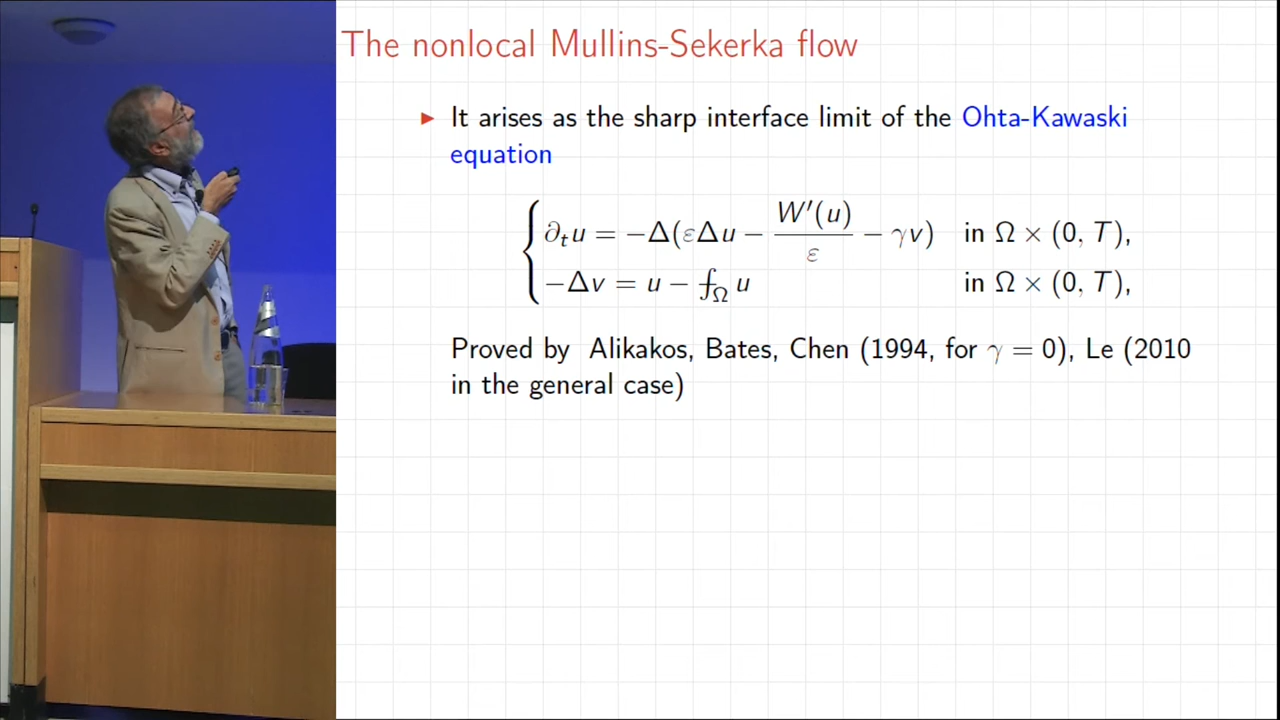 The nonlocal Mullins-Sekerka flow
▶ It arises as the sharp interface limit of the Ohta-Kawaski
equation
∂ₜu = −Δ(εΔu − W′(u)/ε − γv) in Ω × (0, T),
−Δv = u − ⨍_Ω u in Ω × (0, T),
Proved by Alikakos, Bates, Chen (1994, for γ = 0), Le (2010
in the general case)